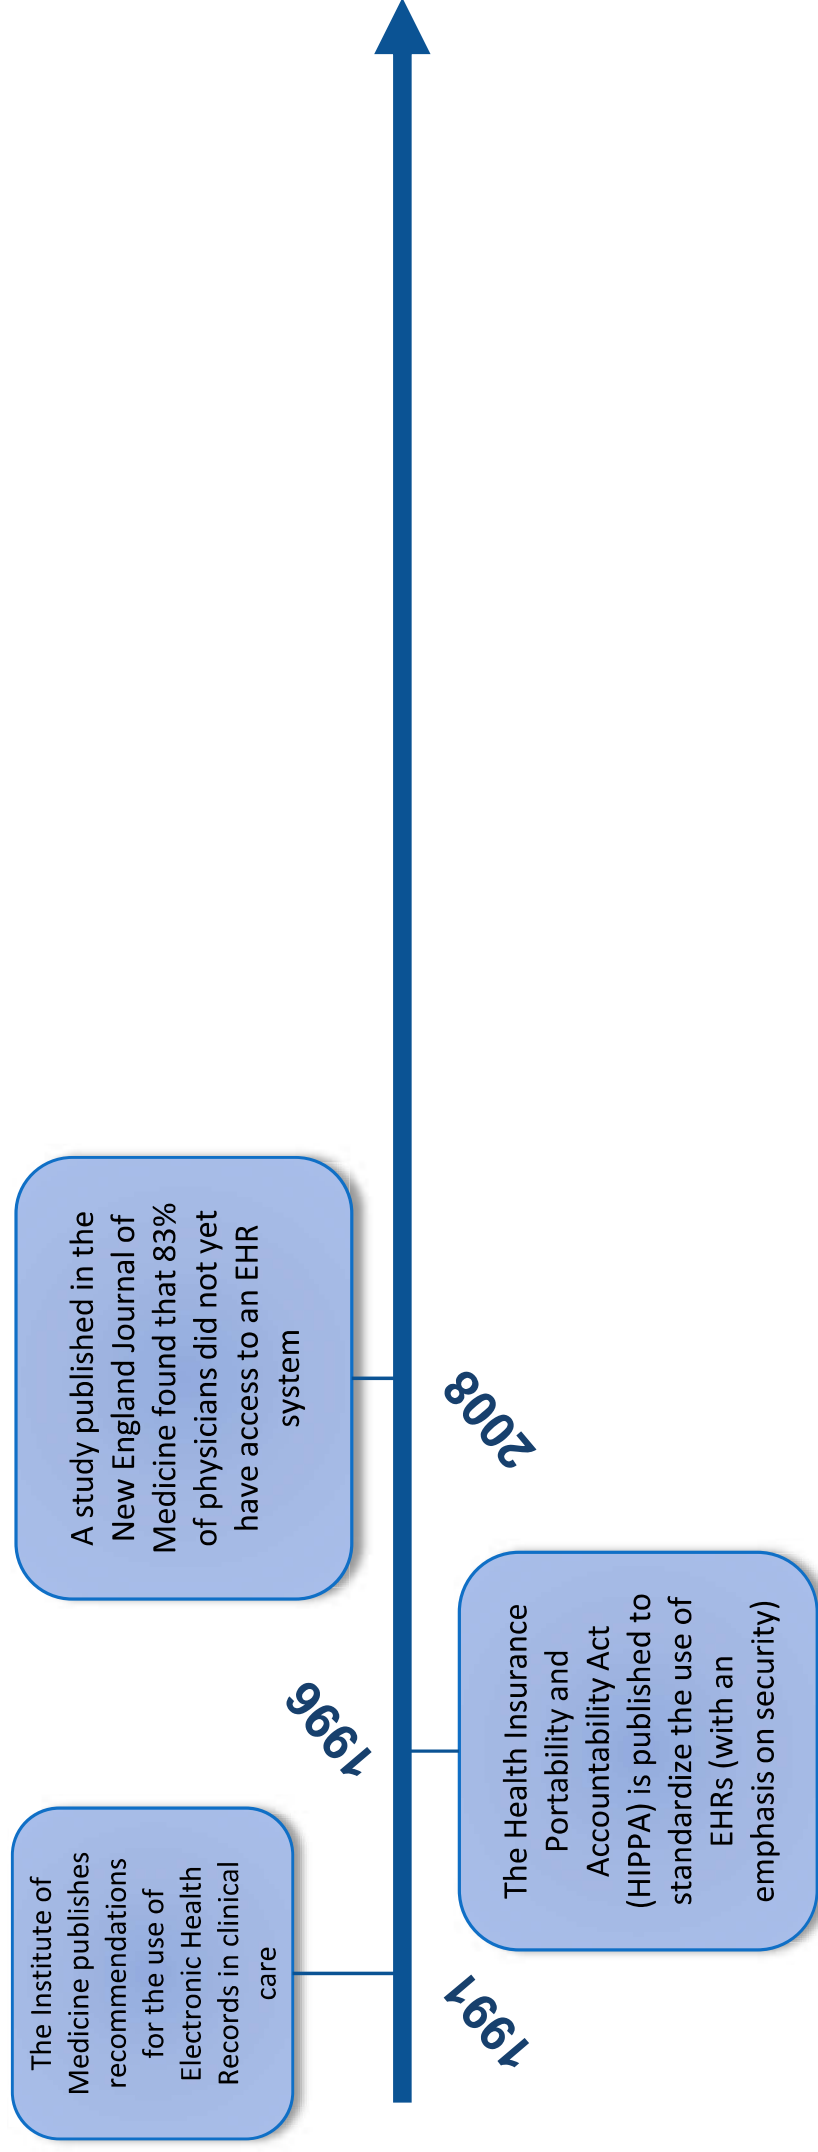 The Institute of
Medicine publishes
recommendations
for the use of
Electronic Health
Records in clinical
care
1991
1996
The Health Insurance
Portability and
Accountability Act
(HIPPA) is published to
standardize the use of
EHRs (with an
emphasis on security)
A study published in the
New England Journal of
Medicine found that 83%
of physicians did not yet
have access to an EHR
system
2008